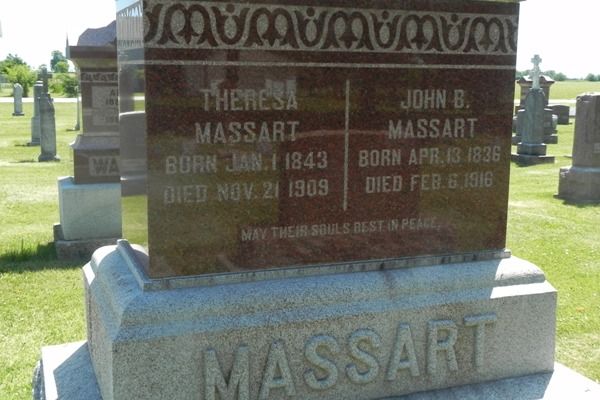 THERESA
MASSART
BORN JAN. 1 1843
DIED NOV. 21 1909
JOHN B.
MASSART
BORN APR. 13 1836
DIED FEB. 6, 1916
MAY THEIR SOULS REST IN PEACE.
MASSART
WA